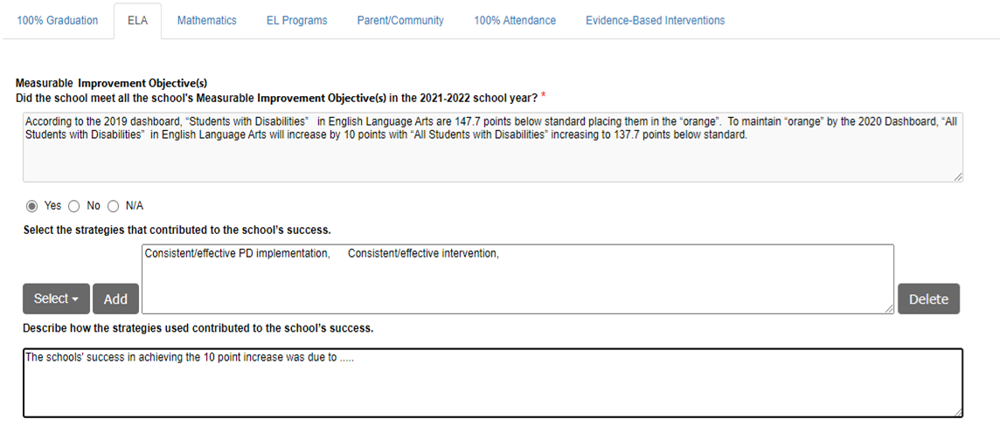 100% Graduation ELA Mathematics EL Programs Parent/Community 100% Attendance Evidence-Based Interventions
Measurable Improvement Objective(s)
Did the school meet all the school's Measurable Improvement Objective(s) in the 2021-2022 school year? *
According to the 2019 dashboard, “Students with Disabilities” in English Language Arts are 147.7 points below standard placing them in the “orange”. To maintain “orange” by the 2020 Dashboard, “All
Students with Disabilities” in English Language Arts will increase by 10 points with “All Students with Disabilities” increasing to 137.7 points below standard.
Yes No N/A
Select the strategies that contributed to the school’s success.
Consistent/effective PD implementation, Consistent/effective intervention,
Select Add Delete
Describe how the strategies used contributed to the school’s success.
The schools' success in achieving the 10 point increase was due to .....